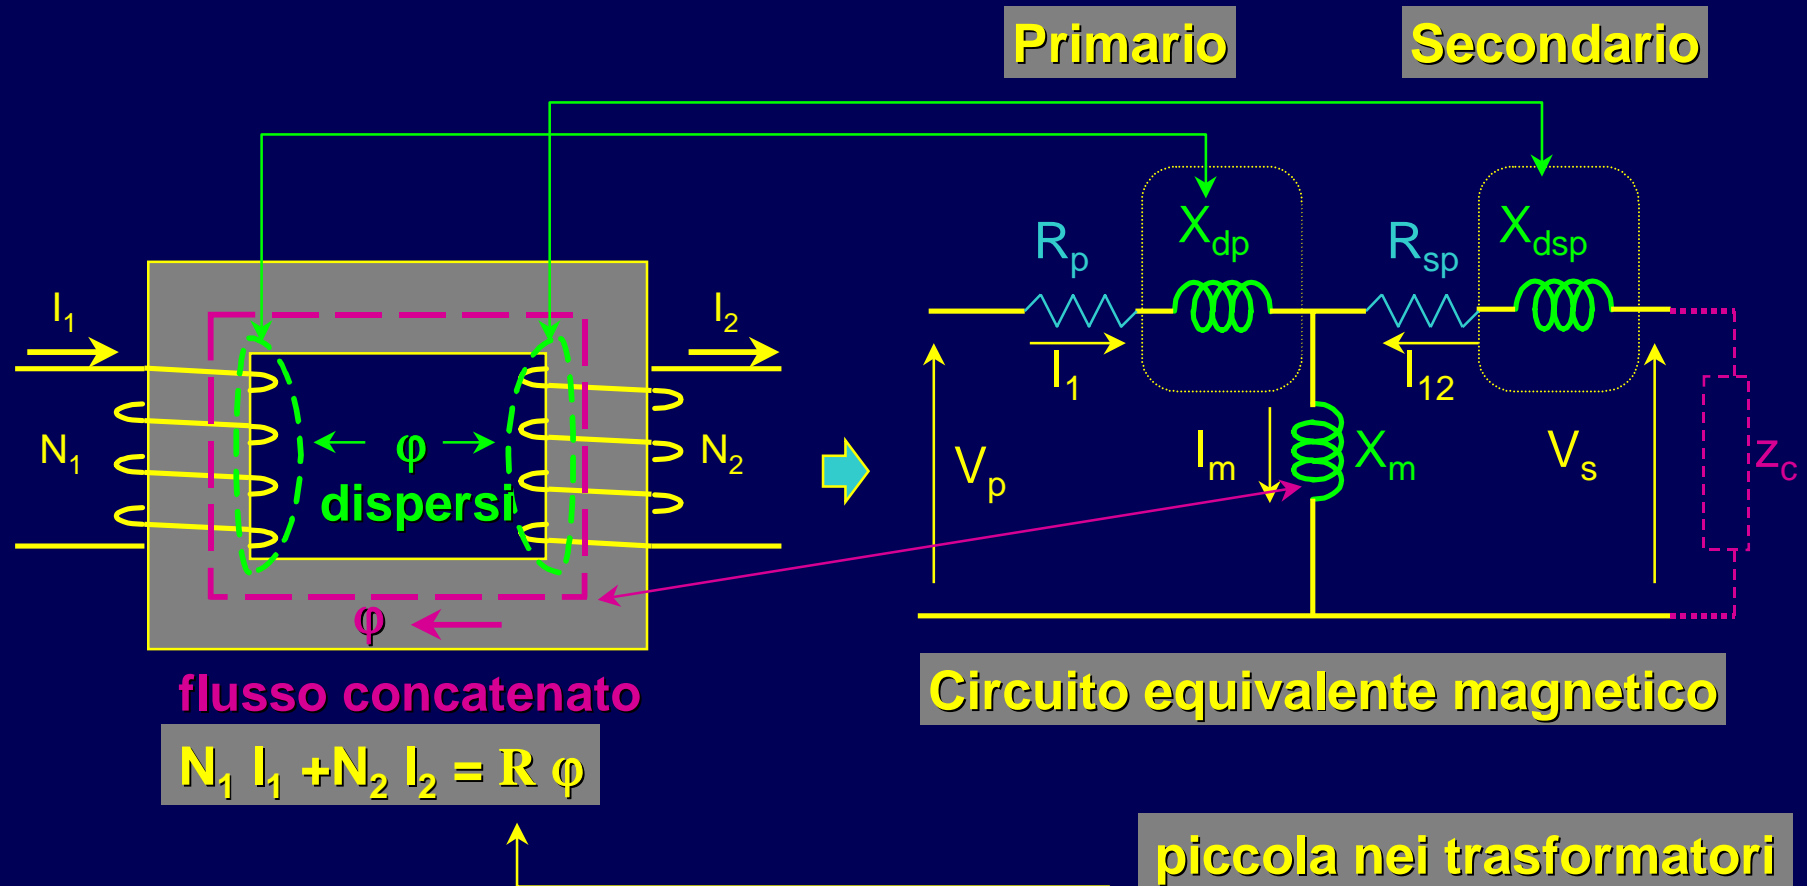 Primario
Secondario
I1
I2
N1
N2
φ
dispersi
φ
flusso concatenato
N1 I1 +N2 I2 = R φ
Rp
Xdp
Rsp
Xdsp
I1
I12
Vp
Im
Xm
Vs
Zc
Circuito equivalente magnetico
piccola nei trasformatori